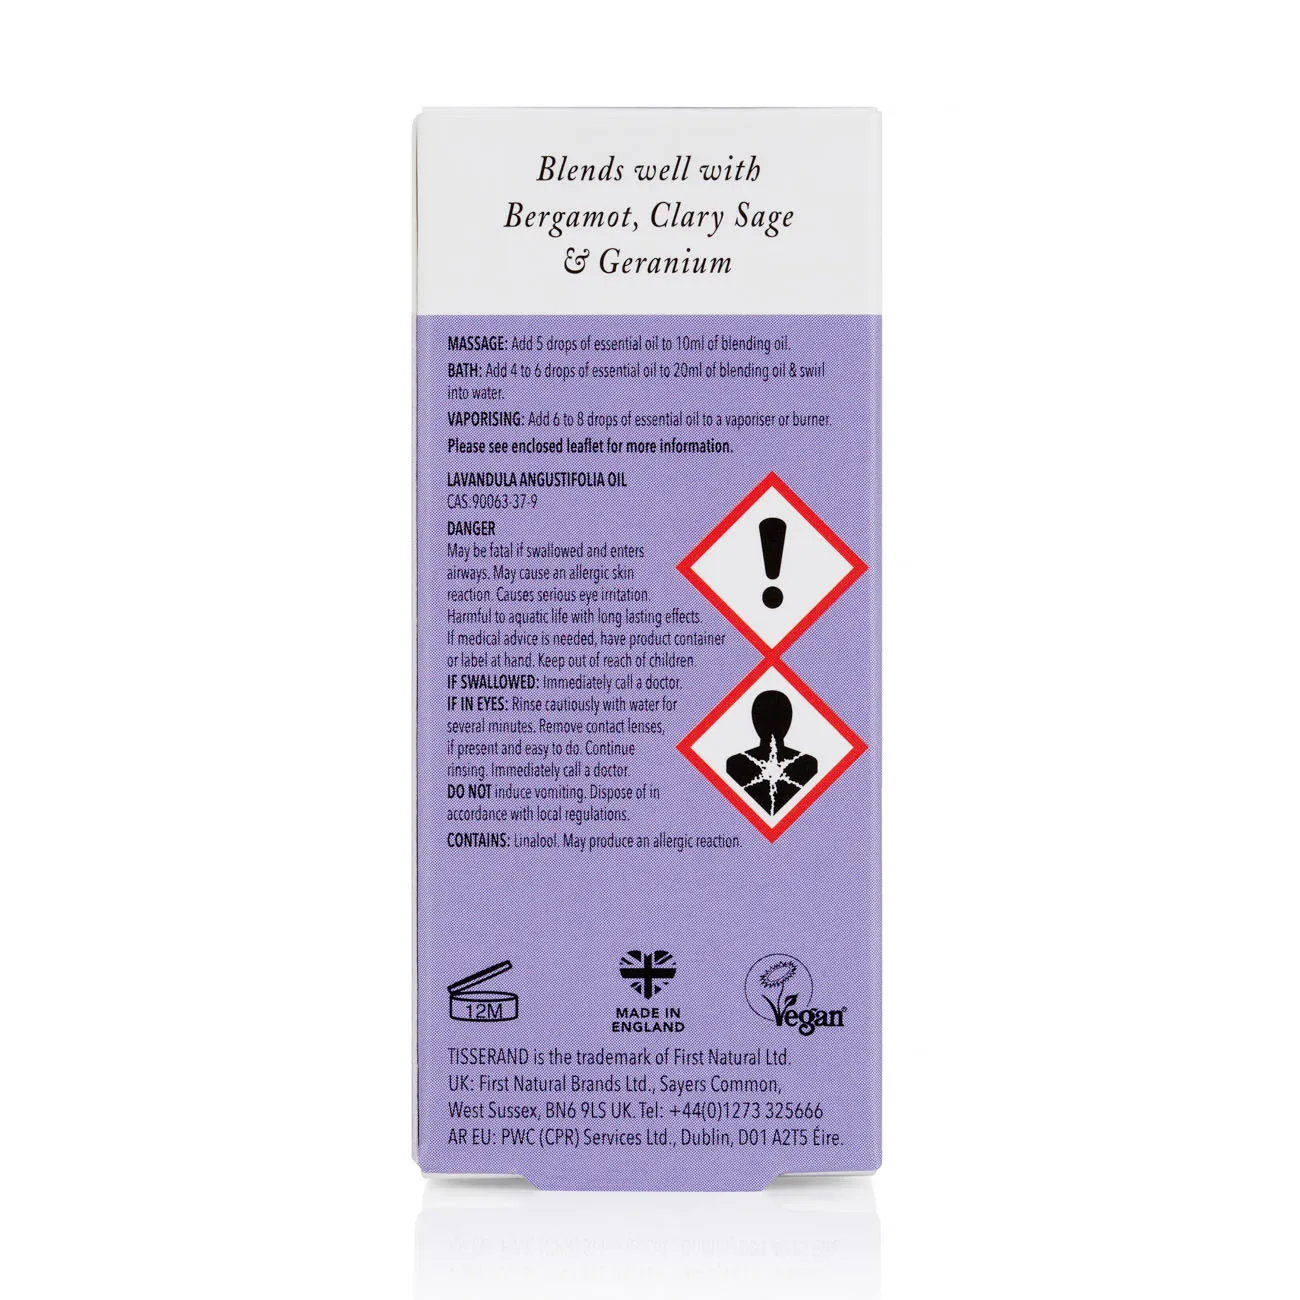 Blends well with
Bergamot, Clary Sage
& Geranium
MASSAGE: Add 5 drops of essential oil to 10ml of blending oil.
BATH: Add 4 to 6 drops of essential oil to 20ml of blending oil & swirl
into water.
VAPORISING: Add 6 to 8 drops of essential oil to a vaporiser or burner.
Please see enclosed leaflet for more information.
LAVANDULA ANGUSTIFOLIA OIL
CAS.90063-37-9
DANGER
May be fatal if swallowed and enters
airways. May cause an allergic skin
reaction. Causes serious eye irritation.
Harmful to aquatic life with long lasting effects.
If medical advice is needed, have product container
or label at hand. Keep out of reach of children.
IF SWALLOWED: Immediately call a doctor.
IF IN EYES: Rinse cautiously with water for
several minutes. Remove contact lenses,
if present and easy to do. Continue
rinsing. Immediately call a doctor.
DO NOT induce vomiting. Dispose of in
accordance with local regulations.
CONTAINS: Linalool. May produce an allergic reaction.
12M
MADE IN
ENGLAND
Vegan®
TISSERAND is the trademark of First Natural Ltd.
UK: First Natural Brands Ltd., Sayers Common,
West Sussex, BN6 9LS UK. Tel: +44(0)1273 325666
AR EU: PWC (CPR) Services Ltd., Dublin, D01 A2T5 Éire.